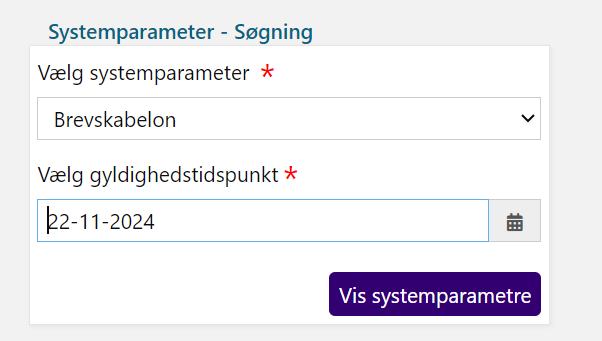 Systemparameter - Søgning
Vælg systemparameter *
Brevskabelon
Vælg gyldighedstidspunkt *
22-11-2024
Vis systemparametre